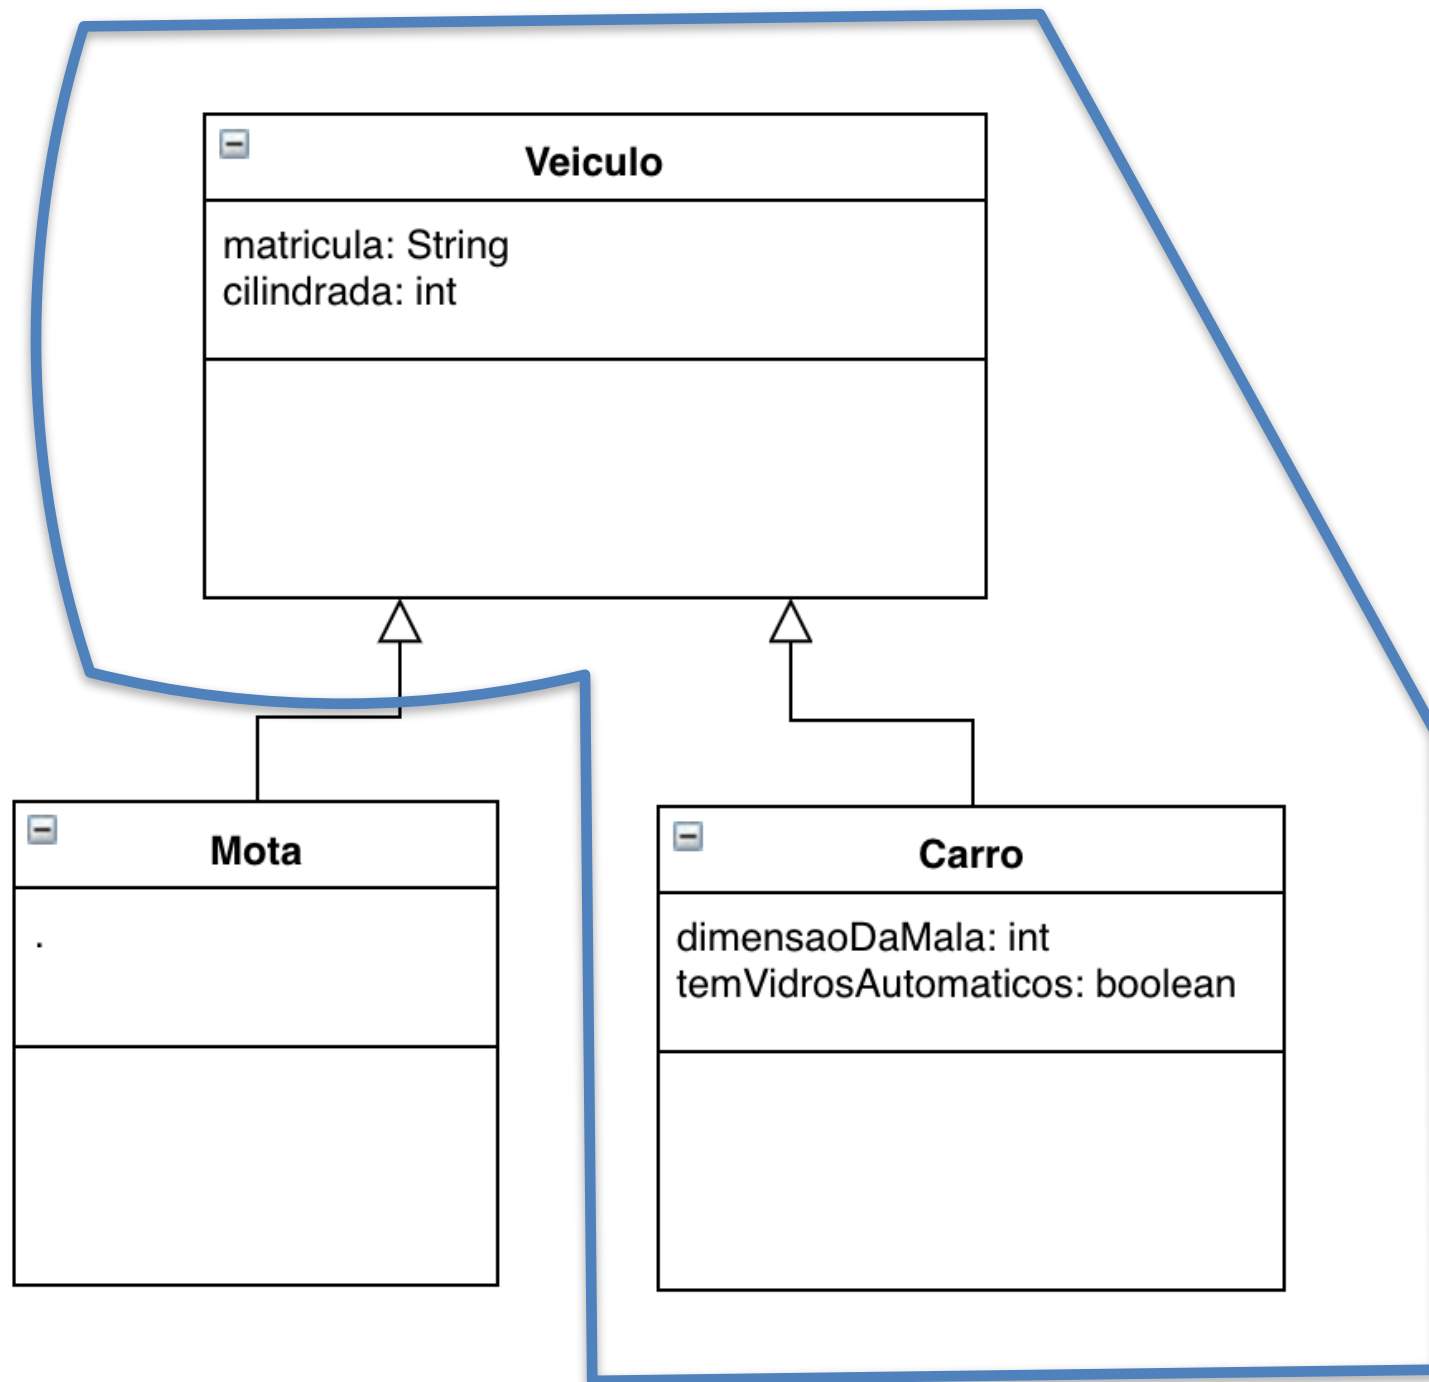 Veiculo
matricula: String
cilindrada: int
Mota
.
Carro
dimensaoDaMala: int
temVidrosAutomaticos: boolean